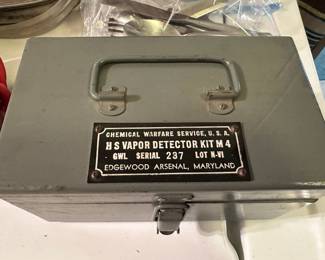 CHEMICAL WARFARE SERVICE, U. S. A.
H S VAPOR DETECTOR KIT M 4
GWL SERIAL 237 LOT N-VI
EDGEWOOD ARSENAL, MARYLAND